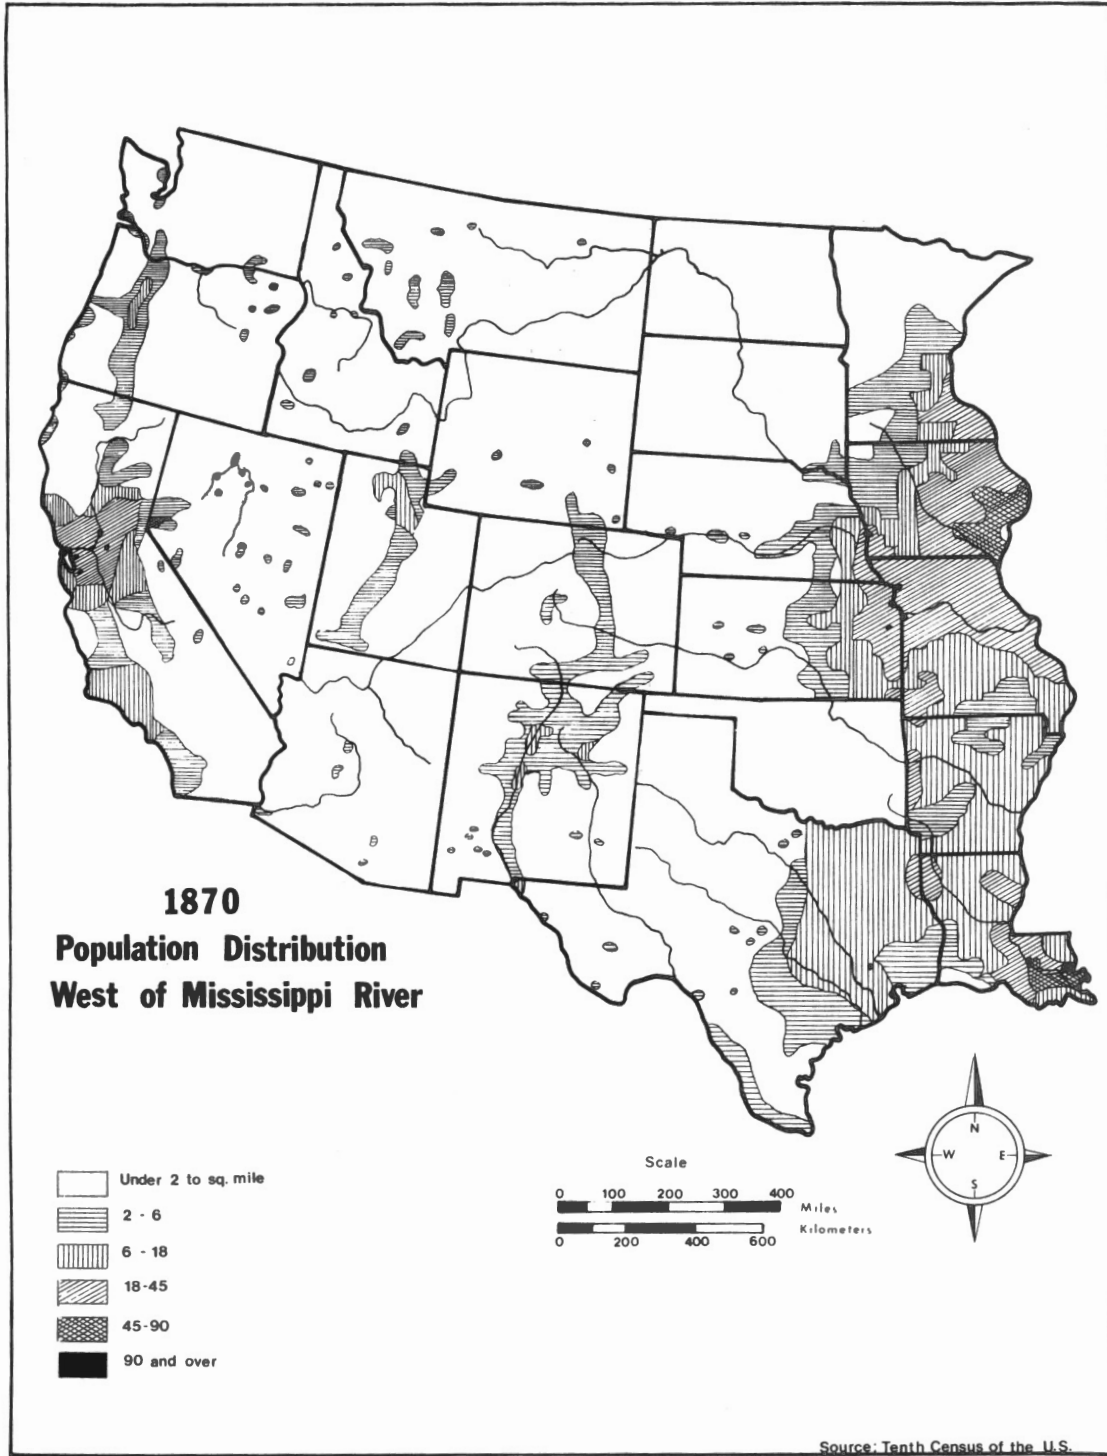 1870
Population Distribution
West of Mississippi River
N
W E
S
Under 2 to sq. mile
2 - 6
6 - 18
18-45
45-90
90 and over
Scale
0 100 200 300 400
Miles
Kilometers
0 200 400 600
Source: Tenth Census of the U.S.